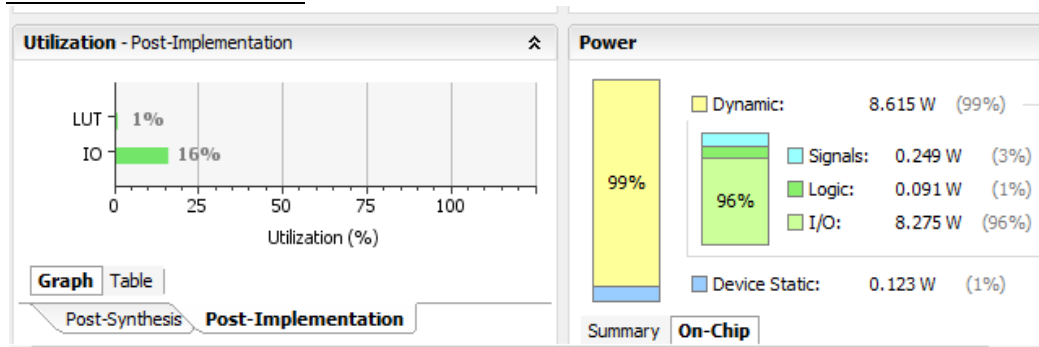 Utilization - Post-Implementation
LUT 1%
IO 16%
0 25 50 75 100
Utilization (%)
Graph Table
Post-Synthesis Post-Implementation
Power
99%
Dynamic: 8.615 W (99%)
96%
Signals: 0.249 W (3%)
Logic: 0.091 W (1%)
I/O: 8.275 W (96%)
Device Static: 0.123 W (1%)
Summary On-Chip